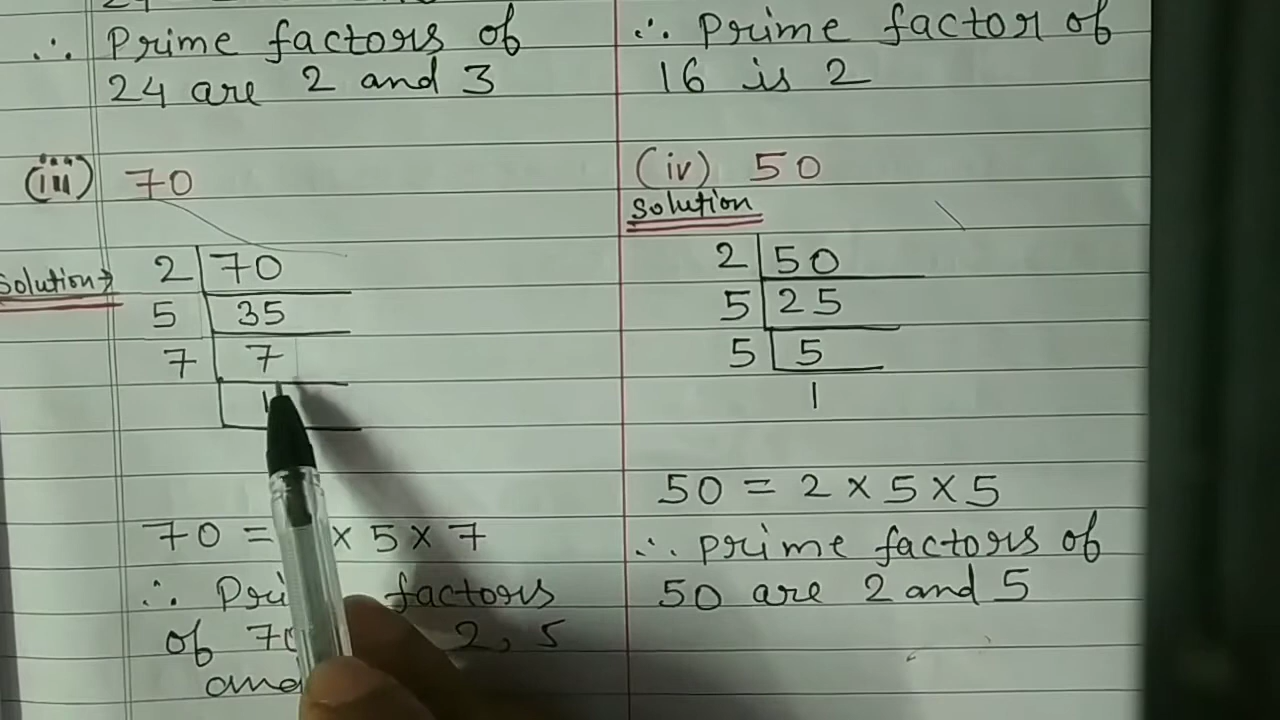 ∴ Prime factors of
24 are 2 and 3
(iii) 70
Solution→
2 | 70
5 | 35
7 | 7
1
70 = × 5 × 7
∴ factors
of 2, 5
and
∴ prime factor of
16 is 2
(iv) 50
Solution
2 | 50
5 | 25
5 | 5
1
50 = 2 × 5 × 5
∴ prime factors of
50 are 2 and 5